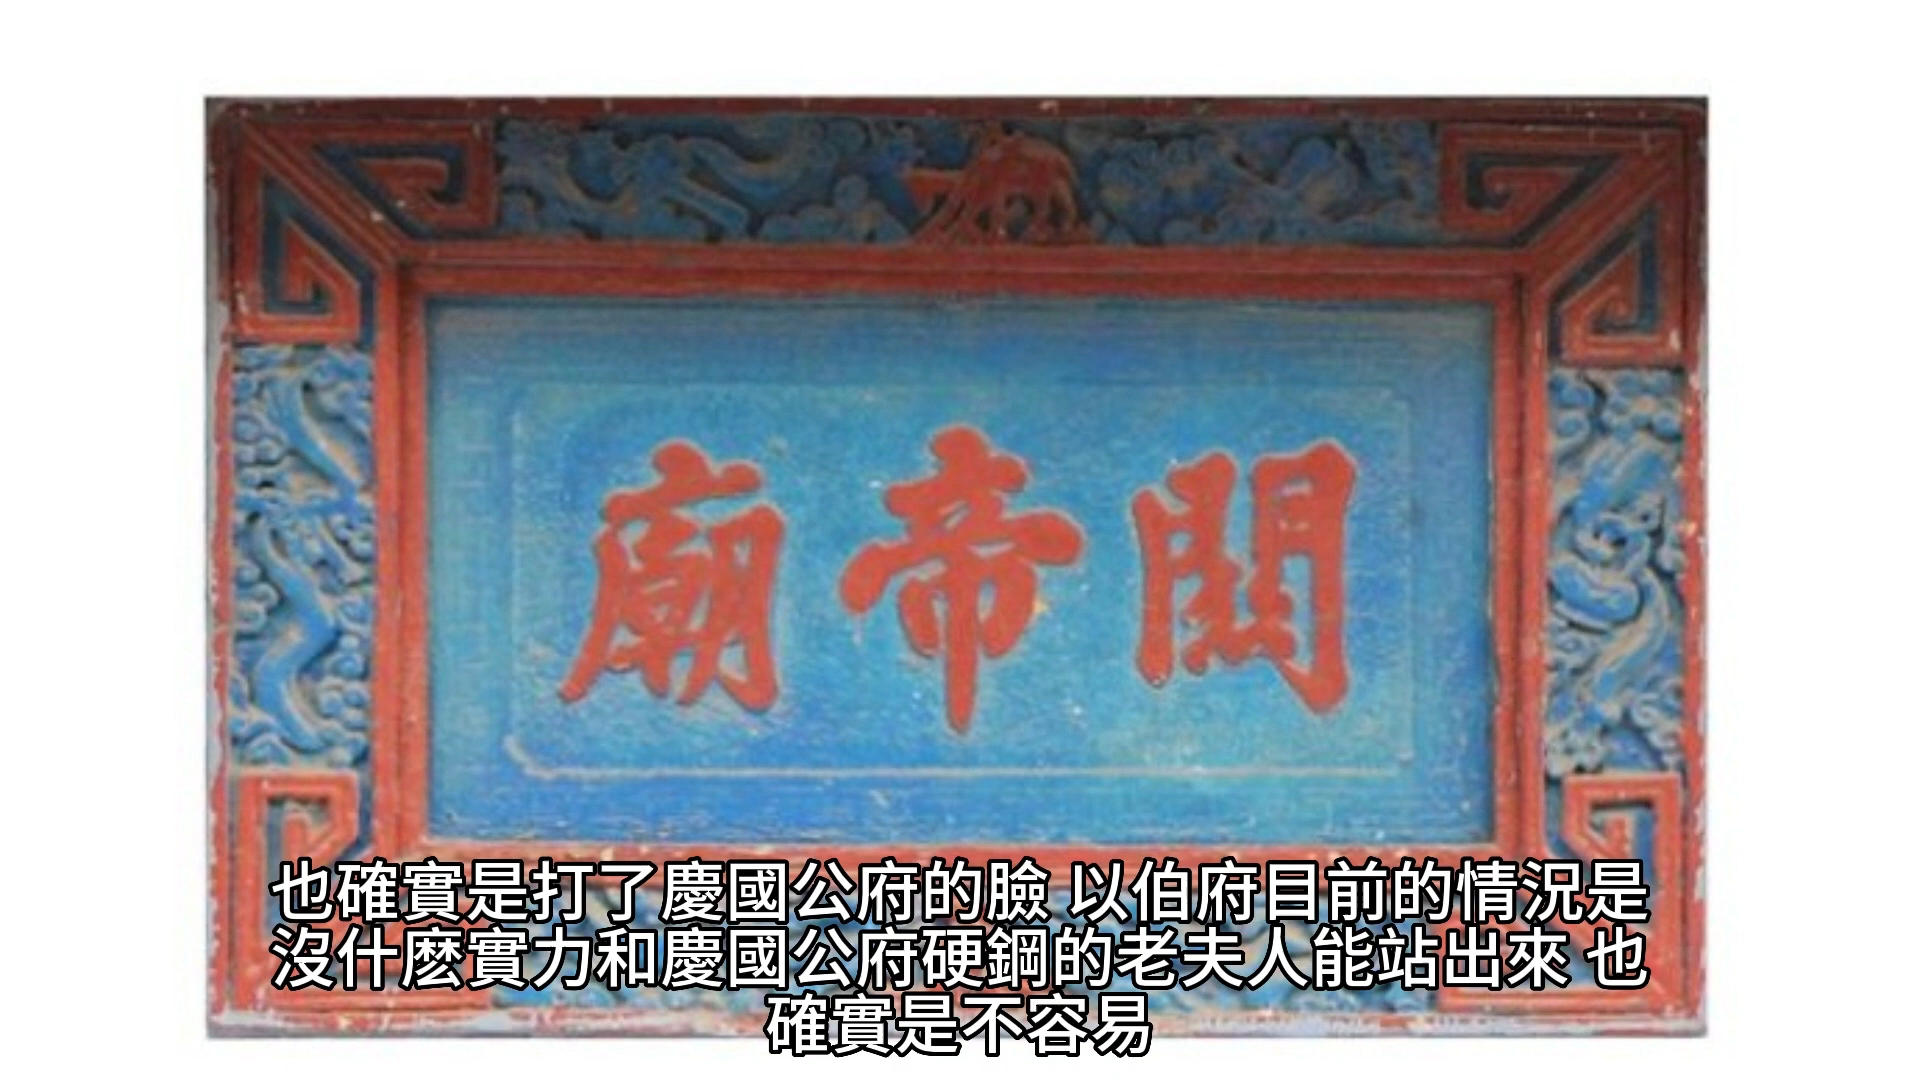 關帝廟
也確實是打了慶國公府的臉 以伯府目前的情況是
沒什麽實力和慶國公府硬鋼的老夫人能站出來 也
確實是不容易